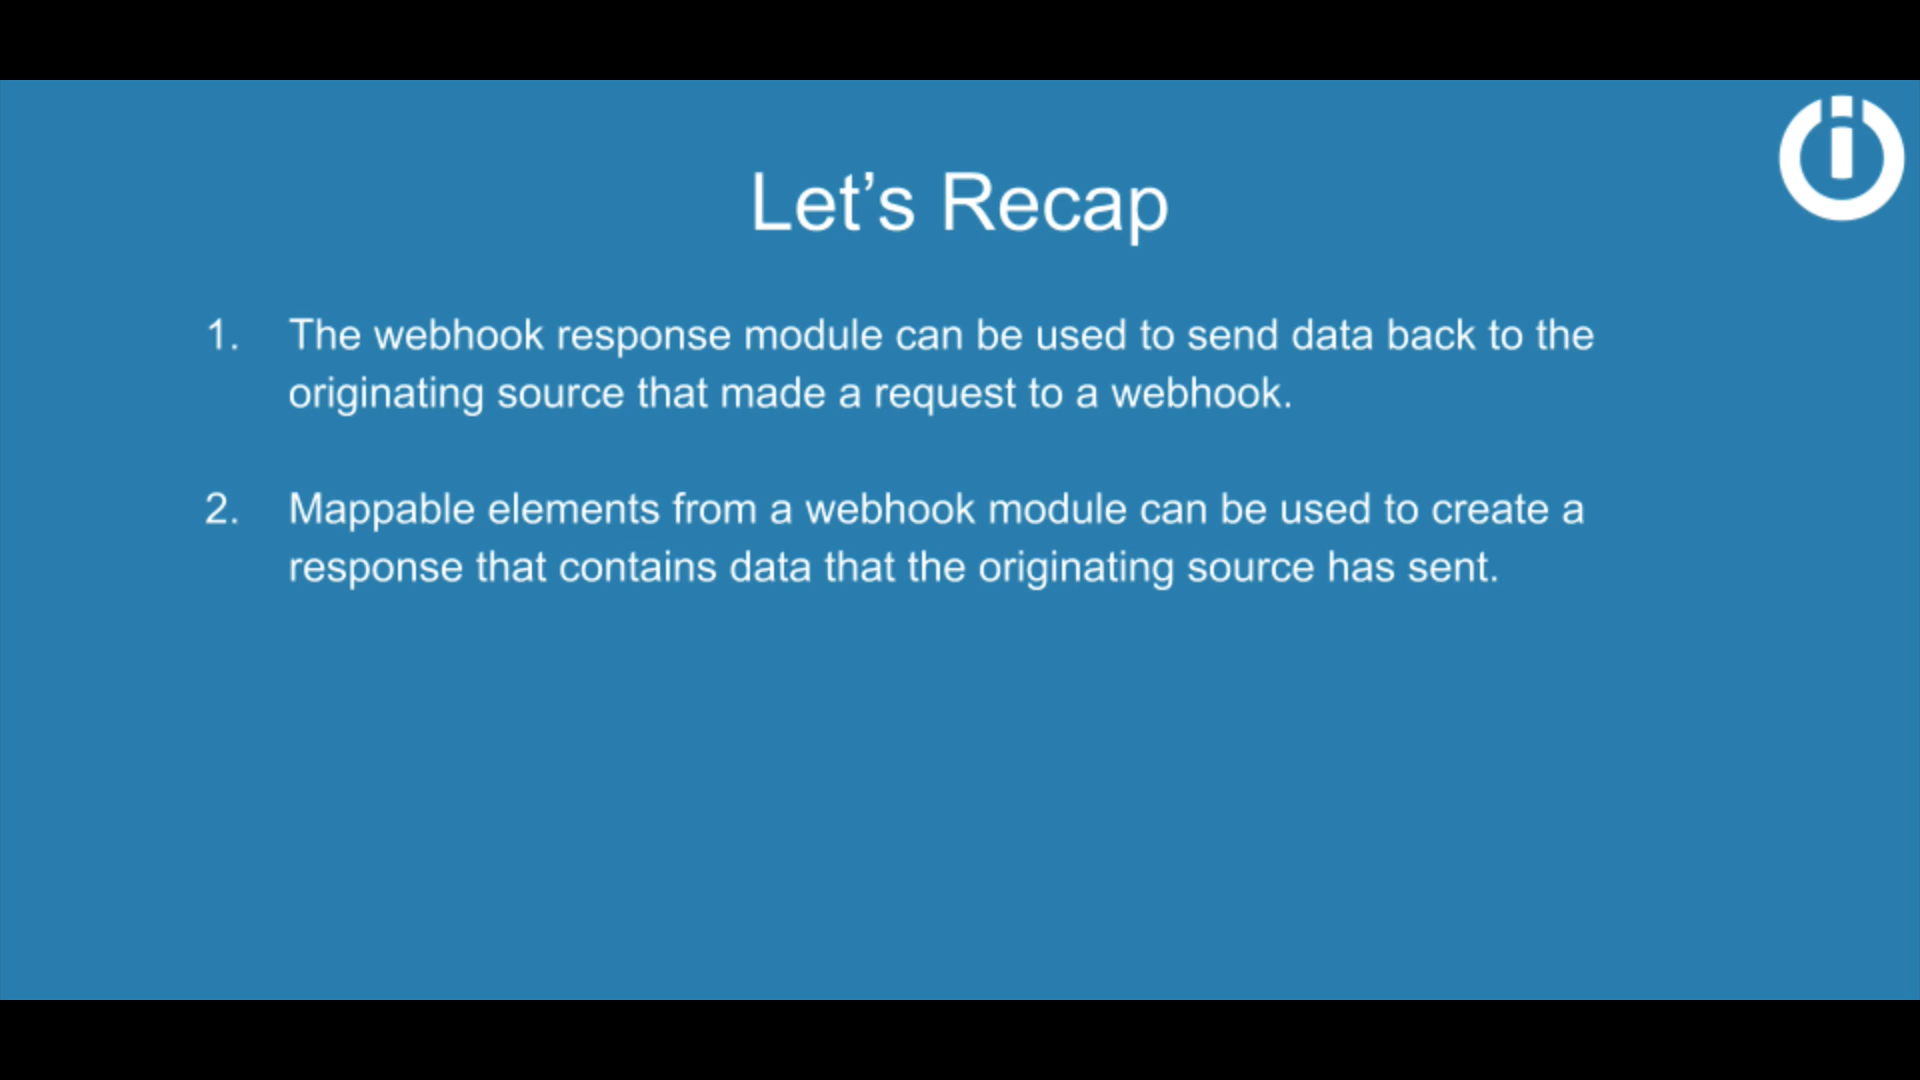 Let’s Recap
1. The webhook response module can be used to send data back to the
originating source that made a request to a webhook.
2. Mappable elements from a webhook module can be used to create a
response that contains data that the originating source has sent.